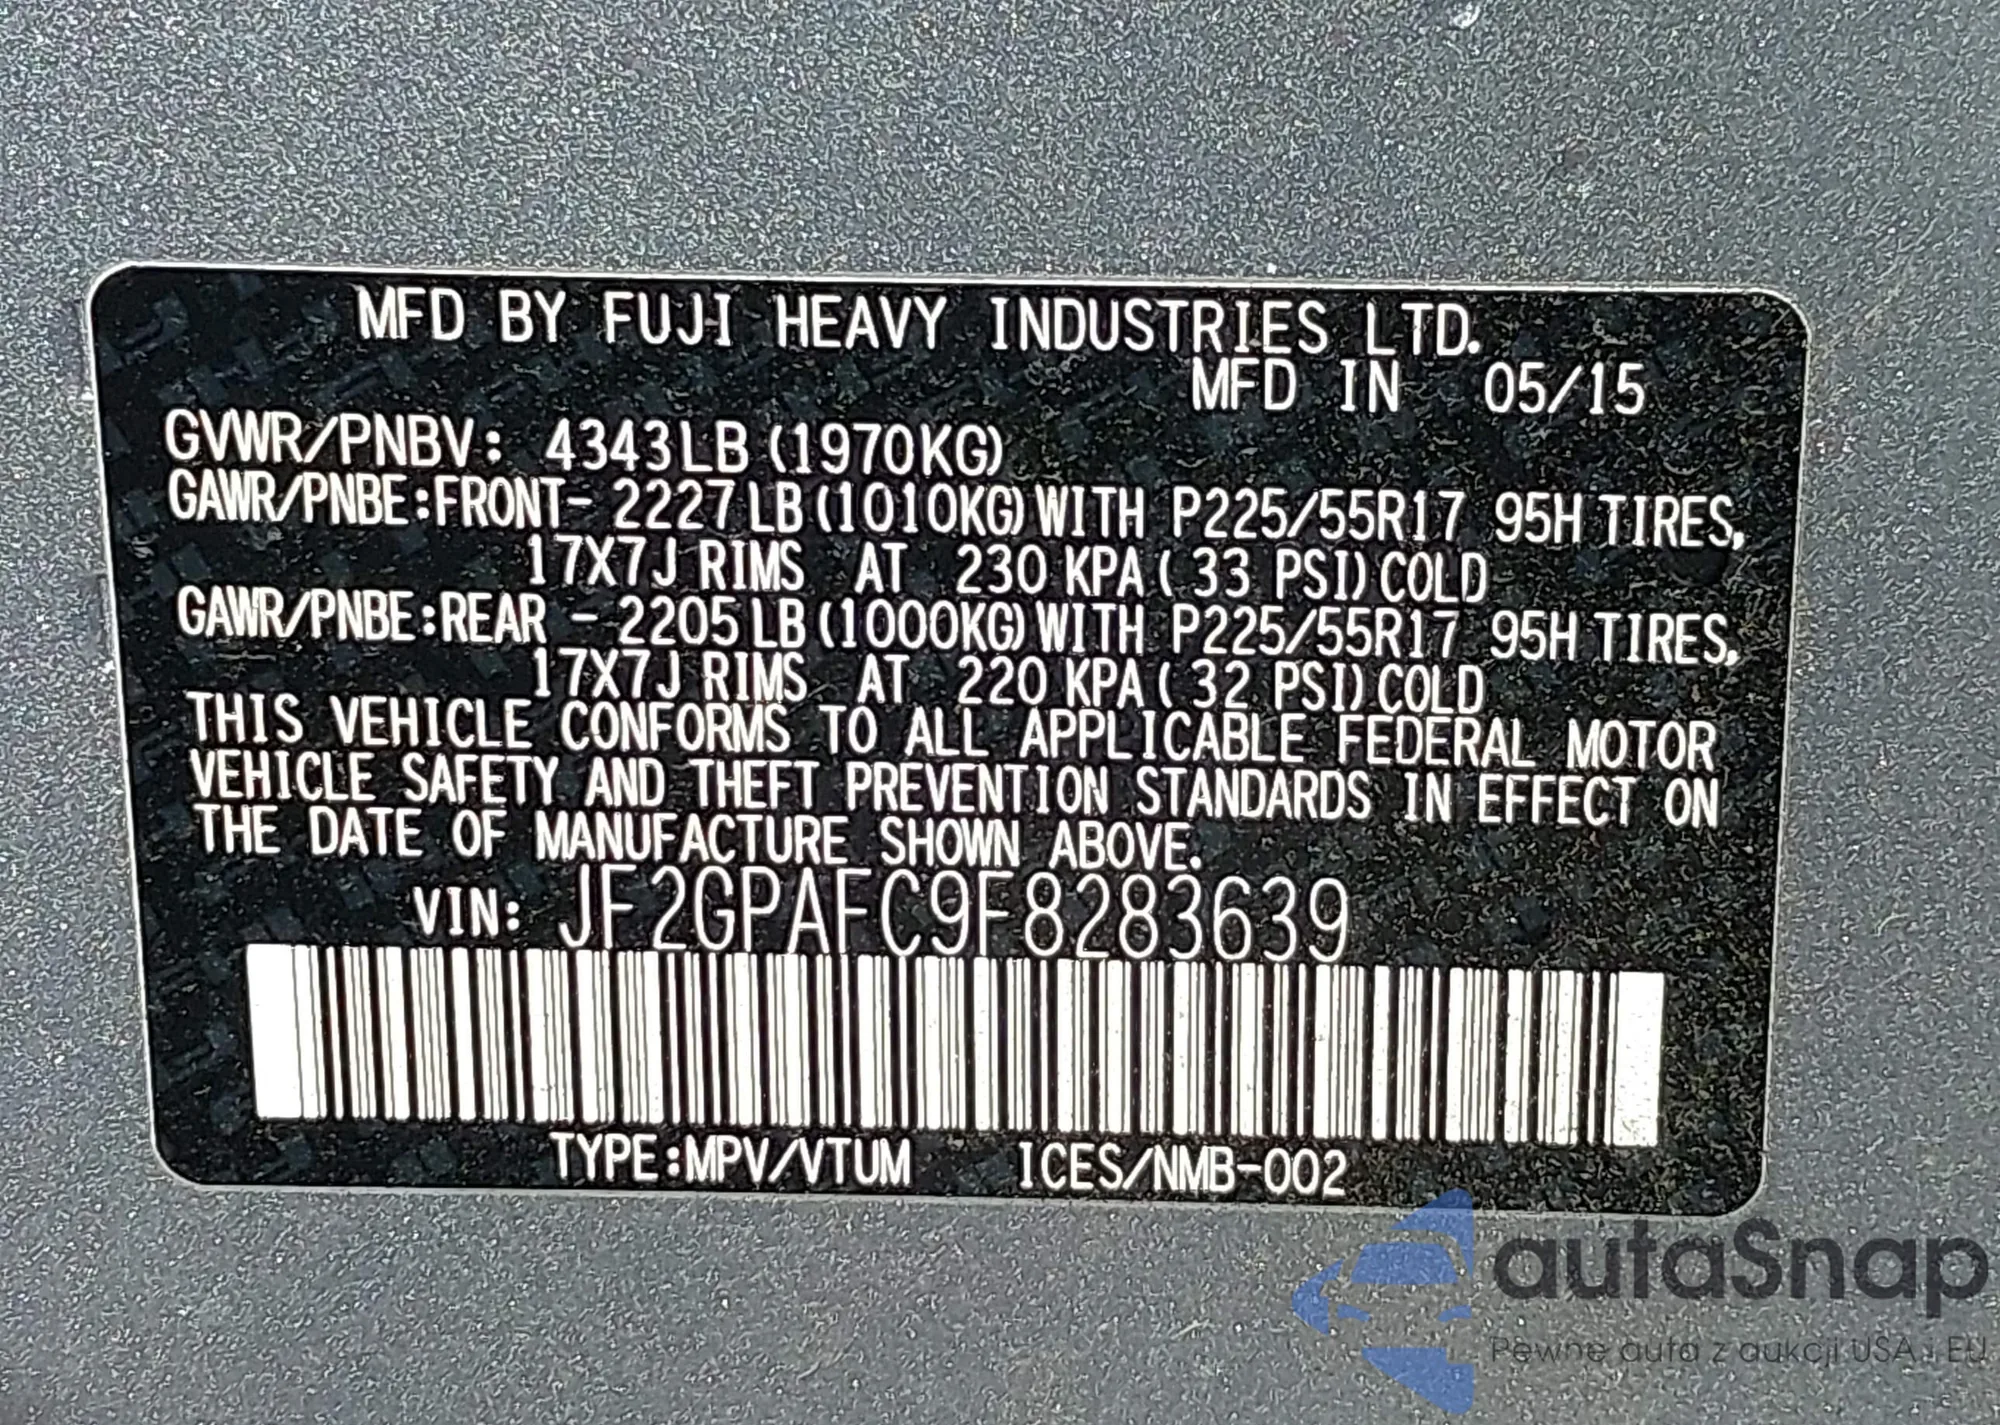 MFD BY FUJI HEAVY INDUSTRIES LTD.
MFD IN 05/15
GVWR/PNBV: 4343LB (1970KG)
GAWR/PNBE:FRONT- 2227LB(1010KG)WITH P225/55R17 95H TIRES,
17X7J RIMS AT 230 KPA( 33 PSI)COLD
GAWR/PNBE:REAR - 2205LB(1000KG)WITH P225/55R17 95H TIRES,
17X7J RIMS AT 220 KPA( 32 PSI)COLD
THIS VEHICLE CONFORMS TO ALL APPLICABLE FEDERAL MOTOR
VEHICLE SAFETY AND THEFT PREVENTION STANDARDS IN EFFECT ON
THE DATE OF MANUFACTURE SHOWN ABOVE.
VIN: JF2GPAFC9F8283639
TYPE:MPV/VTUM ICES/NMB-002
autaSnap
Pewne auta z aukcji USA i EU